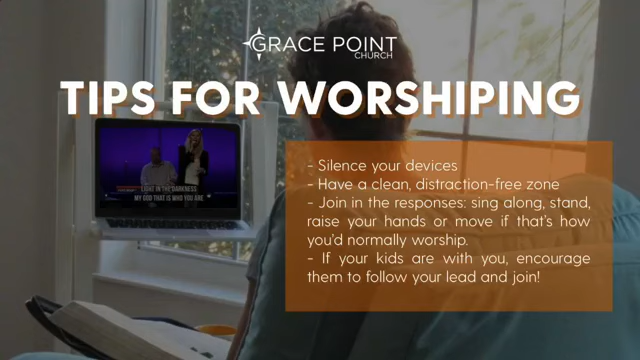 GRACE POINT
CHURCH
TIPS FOR WORSHIPING
LIGHT IN THE DARKNESS
MY GOD THAT IS WHO YOU ARE
- Silence your devices
- Have a clean, distraction-free zone
- Join in the responses: sing along, stand,
raise your hands or move if that's how
you'd normally worship.
- If your kids are with you, encourage
them to follow your lead and join!